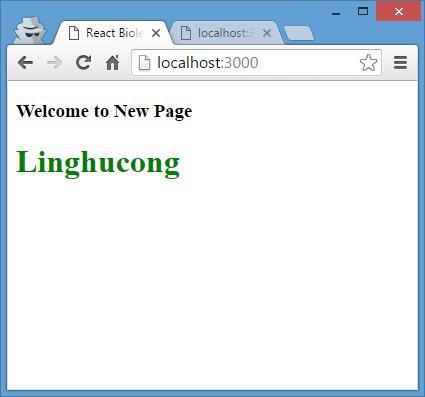 React Biole
localhost:3
localhost:3000
Welcome to New Page
Linghucong